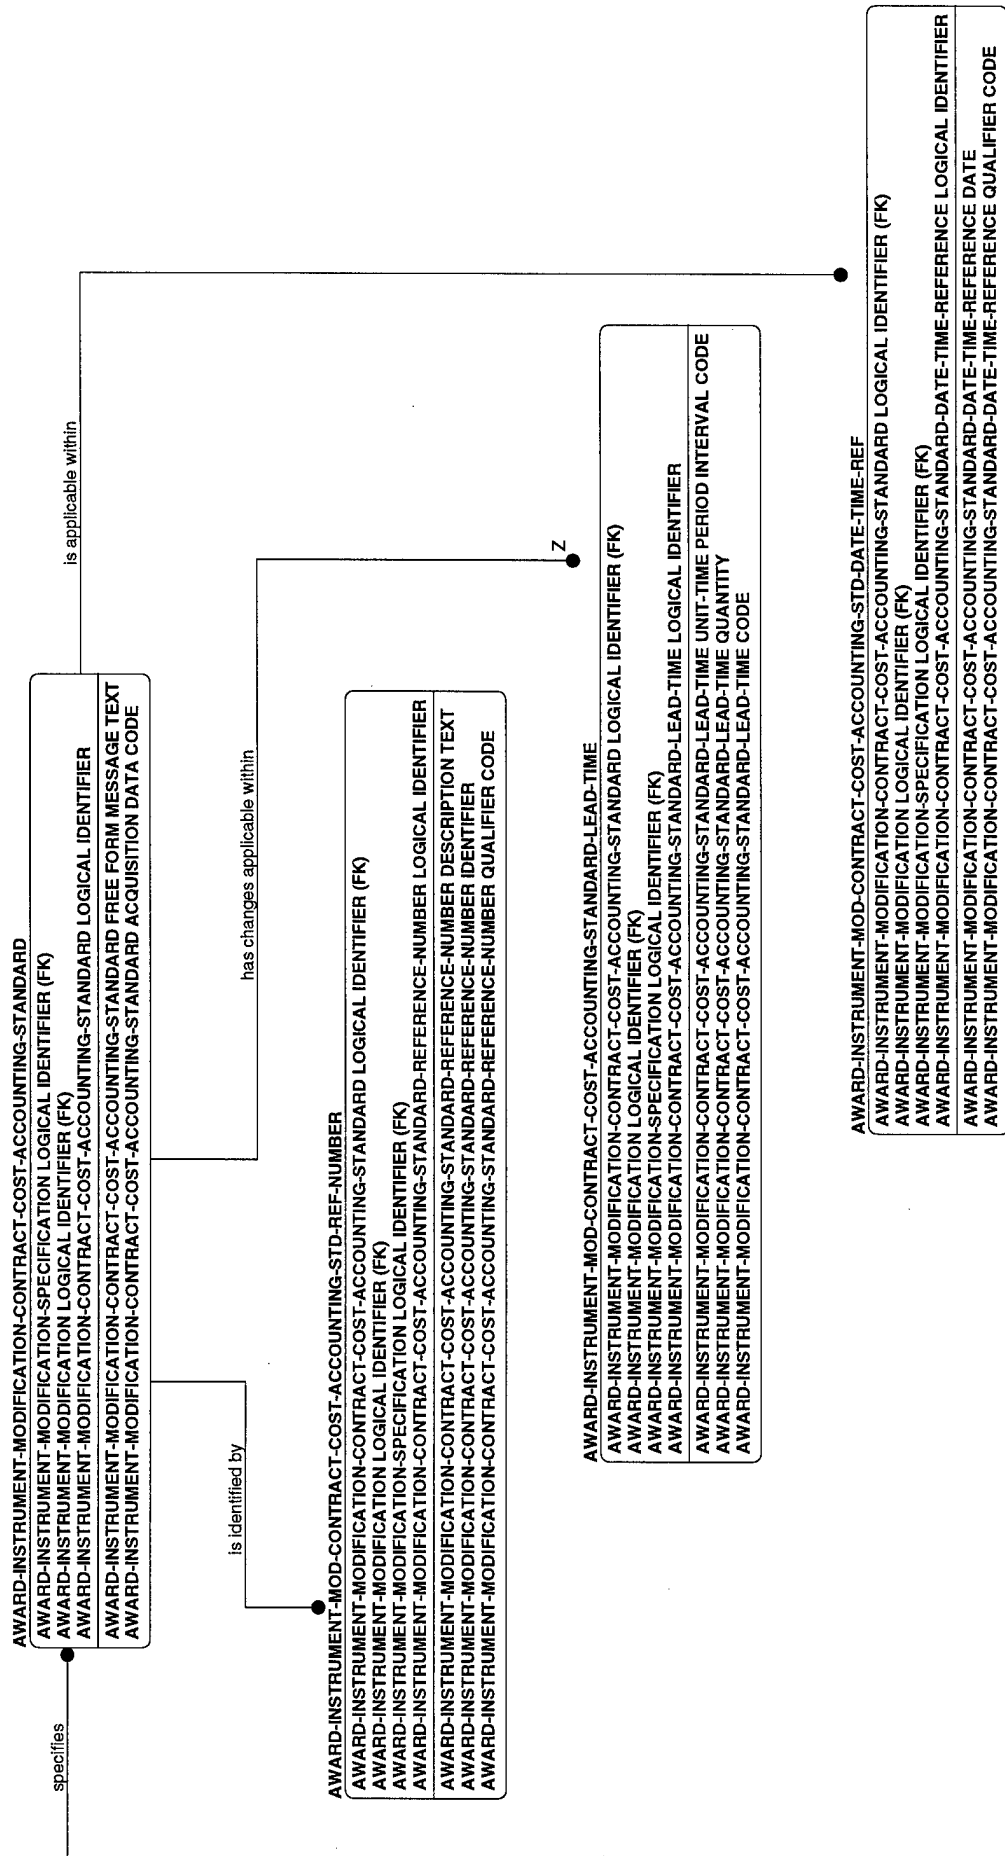 specifies
AWARD-INSTRUMENT-MODIFICATION-CONTRACT-COST-ACCOUNTING-STANDARD
AWARD-INSTRUMENT-MODIFICATION-SPECIFICATION LOGICAL IDENTIFIER (FK)
AWARD-INSTRUMENT-MODIFICATION LOGICAL IDENTIFIER (FK)
AWARD-INSTRUMENT-MODIFICATION-CONTRACT-COST-ACCOUNTING-STANDARD LOGICAL IDENTIFIER
AWARD-INSTRUMENT-MODIFICATION-CONTRACT-COST-ACCOUNTING-STANDARD FREE FORM MESSAGE TEXT
AWARD-INSTRUMENT-MODIFICATION-CONTRACT-COST-ACCOUNTING-STANDARD ACQUISITION DATA CODE
is applicable within
has changes applicable within
is identified by
AWARD-INSTRUMENT-MOD-CONTRACT-COST-ACCOUNTING-STD-REF-NUMBER
AWARD-INSTRUMENT-MODIFICATION-CONTRACT-COST-ACCOUNTING-STANDARD LOGICAL IDENTIFIER (FK)
AWARD-INSTRUMENT-MODIFICATION LOGICAL IDENTIFIER (FK)
AWARD-INSTRUMENT-MODIFICATION-SPECIFICATION LOGICAL IDENTIFIER (FK)
AWARD-INSTRUMENT-MODIFICATION-CONTRACT-COST-ACCOUNTING-STANDARD-REFERENCE-NUMBER LOGICAL IDENTIFIER
AWARD-INSTRUMENT-MODIFICATION-CONTRACT-COST-ACCOUNTING-STANDARD-REFERENCE-NUMBER DESCRIPTION TEXT
AWARD-INSTRUMENT-MODIFICATION-CONTRACT-COST-ACCOUNTING-STANDARD-REFERENCE-NUMBER IDENTIFIER
AWARD-INSTRUMENT-MODIFICATION-CONTRACT-COST-ACCOUNTING-STANDARD-REFERENCE-NUMBER QUALIFIER CODE
Z
AWARD-INSTRUMENT-MOD-CONTRACT-COST-ACCOUNTING-STANDARD-LEAD-TIME
AWARD-INSTRUMENT-MODIFICATION-CONTRACT-COST-ACCOUNTING-STANDARD LOGICAL IDENTIFIER (FK)
AWARD-INSTRUMENT-MODIFICATION LOGICAL IDENTIFIER (FK)
AWARD-INSTRUMENT-MODIFICATION-SPECIFICATION LOGICAL IDENTIFIER (FK)
AWARD-INSTRUMENT-MODIFICATION-CONTRACT-COST-ACCOUNTING-STANDARD-LEAD-TIME LOGICAL IDENTIFIER
AWARD-INSTRUMENT-MODIFICATION-CONTRACT-COST-ACCOUNTING-STANDARD-LEAD-TIME UNIT-TIME PERIOD INTERVAL CODE
AWARD-INSTRUMENT-MODIFICATION-CONTRACT-COST-ACCOUNTING-STANDARD-LEAD-TIME QUANTITY
AWARD-INSTRUMENT-MODIFICATION-CONTRACT-COST-ACCOUNTING-STANDARD-LEAD-TIME CODE
AWARD-INSTRUMENT-MOD-CONTRACT-COST-ACCOUNTING-STD-DATE-TIME-REF
AWARD-INSTRUMENT-MODIFICATION-CONTRACT-COST-ACCOUNTING-STANDARD LOGICAL IDENTIFIER (FK)
AWARD-INSTRUMENT-MODIFICATION LOGICAL IDENTIFIER (FK)
AWARD-INSTRUMENT-MODIFICATION-SPECIFICATION LOGICAL IDENTIFIER (FK)
AWARD-INSTRUMENT-MODIFICATION-CONTRACT-COST-ACCOUNTING-STANDARD-DATE-TIME-REFERENCE LOGICAL IDENTIFIER
AWARD-INSTRUMENT-MODIFICATION-CONTRACT-COST-ACCOUNTING-STANDARD-DATE-TIME-REFERENCE DATE
AWARD-INSTRUMENT-MODIFICATION-CONTRACT-COST-ACCOUNTING-STANDARD-DATE-TIME-REFERENCE QUALIFIER CODE